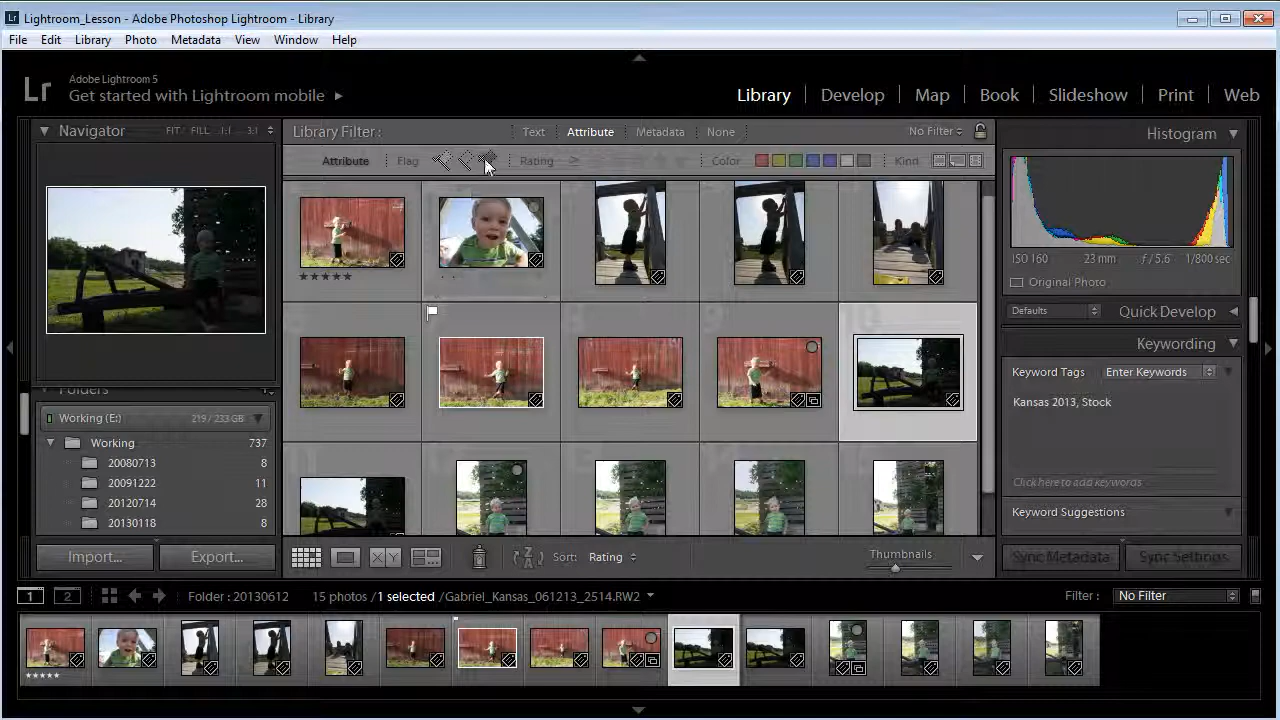 Lightroom_Lesson - Adobe Photoshop Lightroom - Library
File Edit Library Photo Metadata View Window Help
Lr
Adobe Lightroom 5
Get started with Lightroom mobile
Library Develop Map Book Slideshow Print Web
Navigator FIT FILL 1:1 3:1
Library Filter : Text Attribute Metadata None No Filter
Histogram
Attribute Flag Rating ≥ Color Kind
ISO 160 23 mm ƒ / 5.6 1/800 sec
Original Photo
Defaults Quick Develop
Keywording
Keyword Tags Enter Keywords
Kansas 2013, Stock
Click here to add keywords
Keyword Suggestions
Sync Metadata Sync Settings
Folders
Working (E:) 219 / 233 GB
Working 737
20080713 8
20091222 11
20120714 28
20130118 8
Import... Export...
Sort: Rating Thumbnails
1 2 Folder : 20130612 15 photos / 1 selected / Gabriel_Kansas_061213_2514.RW2 Filter : No Filter